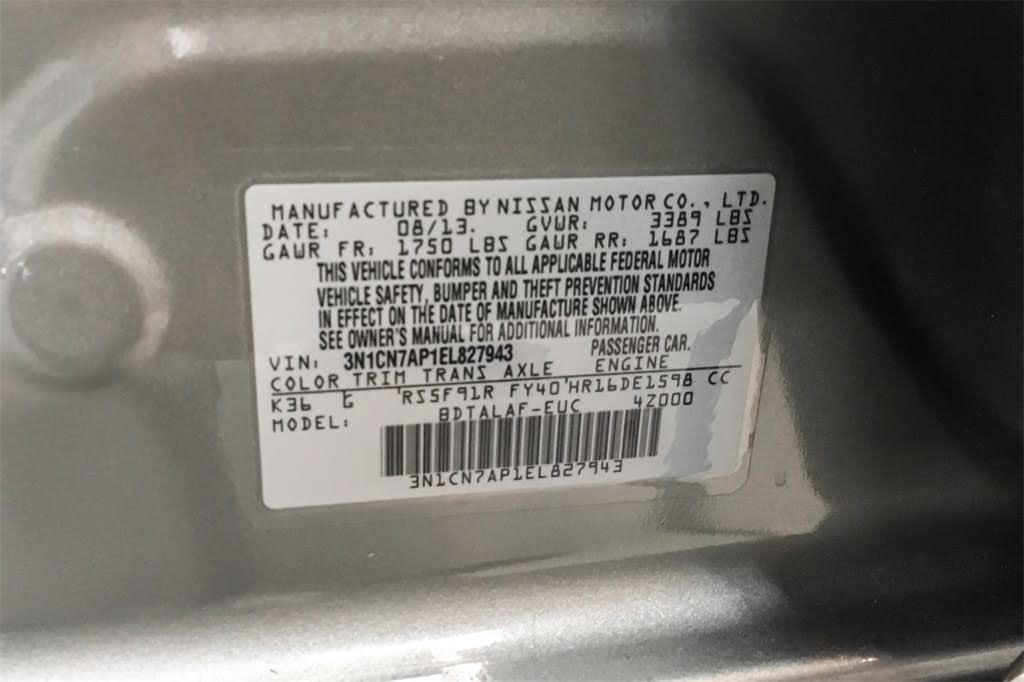 MANUFACTURED BY NISSAN MOTOR CO., LTD.
DATE: 08/13. GVWR: 3389 LBS
GAWR FR: 1750 LBS GAWR RR: 1687 LBS
THIS VEHICLE CONFORMS TO ALL APPLICABLE FEDERAL MOTOR
VEHICLE SAFETY, BUMPER AND THEFT PREVENTION STANDARDS
IN EFFECT ON THE DATE OF MANUFACTURE SHOWN ABOVE.
SEE OWNER'S MANUAL FOR ADDITIONAL INFORMATION.
VIN: 3N1CN7AP1EL827943 PASSENGER CAR.
COLOR TRIM TRANS AXLE ENGINE
K36 G RS5F91R FY40 HR16DE1598 CC
MODEL: BDTALAF-EUC 4Z000
3N1CN7AP1EL827943